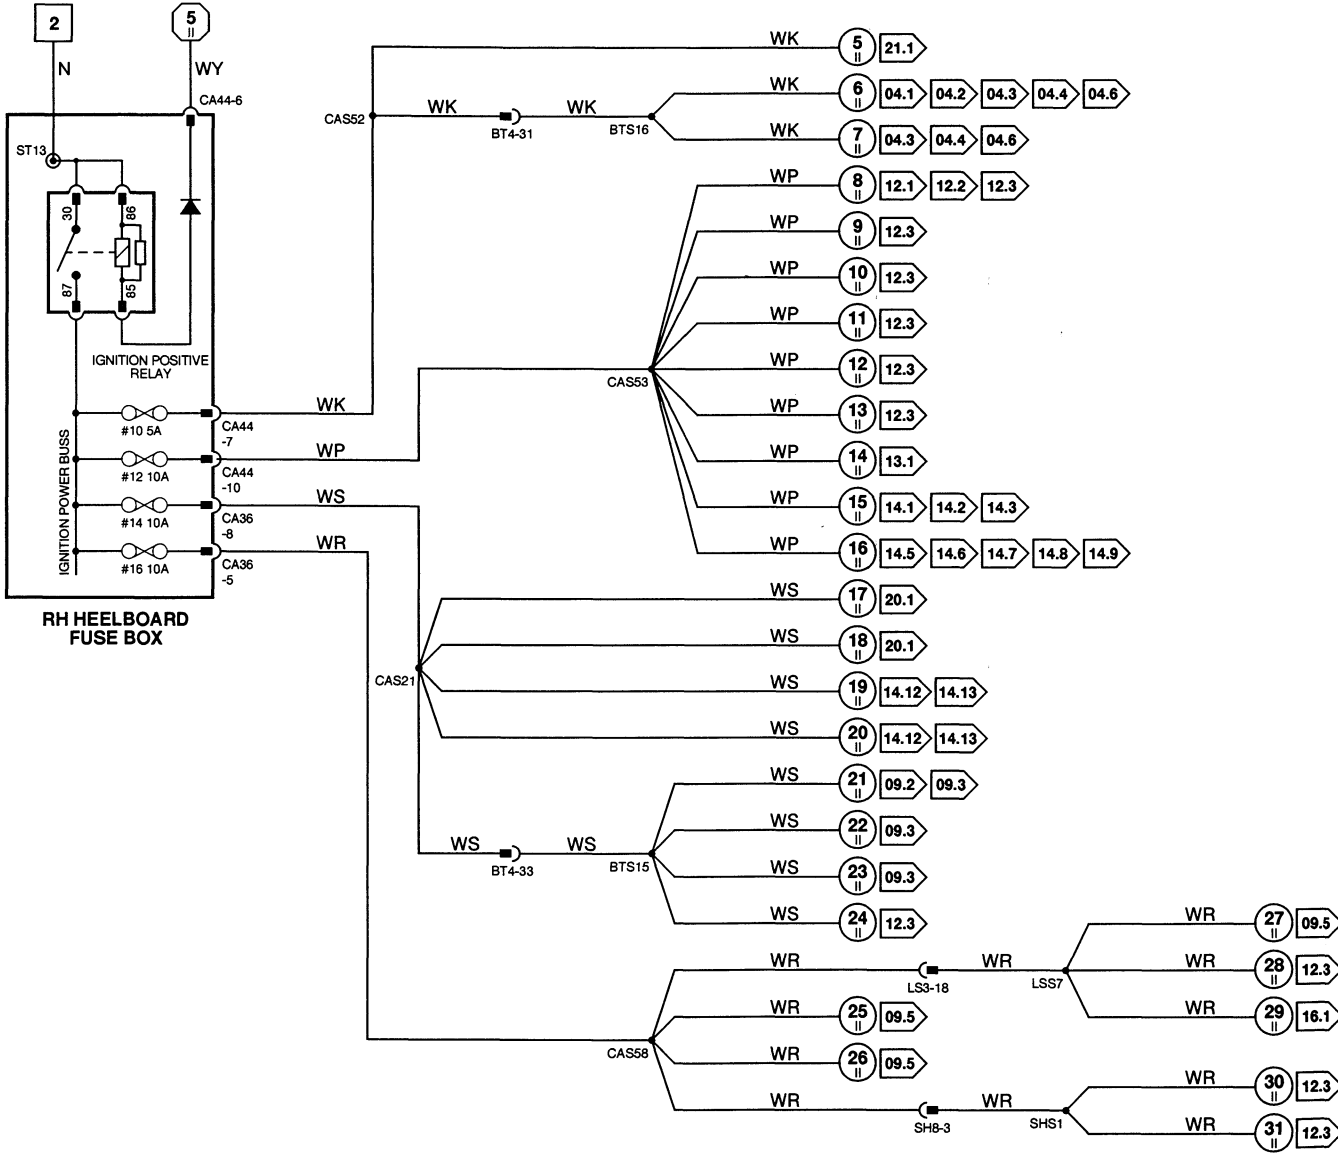 2
5
II
N
WY
CA44-6
ST13
30
86
87
85
IGNITION POSITIVE
RELAY
IGNITION POWER BUSS
#10 5A
CA44
-7
#12 10A
CA44
-10
#14 10A
CA36
-8
#16 10A
CA36
-5
RH HEELBOARD
FUSE BOX
WK
WP
WS
WR
CAS52
WK
BT4-31
WK
BTS16
WK 5 II 21.1
WK 6 II 04.1 04.2 04.3 04.4 04.6
WK 7 II 04.3 04.4 04.6
CAS53
WP 8 II 12.1 12.2 12.3
WP 9 II 12.3
WP 10 II 12.3
WP 11 II 12.3
WP 12 II 12.3
WP 13 II 12.3
WP 14 II 13.1
WP 15 II 14.1 14.2 14.3
WP 16 II 14.5 14.6 14.7 14.8 14.9
CAS21
WS 17 II 20.1
WS 18 II 20.1
WS 19 II 14.12 14.13
WS 20 II 14.12 14.13
WS
BT4-33
WS
BTS15
WS 21 II 09.2 09.3
WS 22 II 09.3
WS 23 II 09.3
WS 24 II 12.3
CAS58
WR
LS3-18
WR
LSS7
WR 27 II 09.5
WR 28 II 12.3
WR 29 II 16.1
WR 25 II 09.5
WR 26 II 09.5
WR
SH8-3
WR
SHS1
WR 30 II 12.3
WR 31 II 12.3